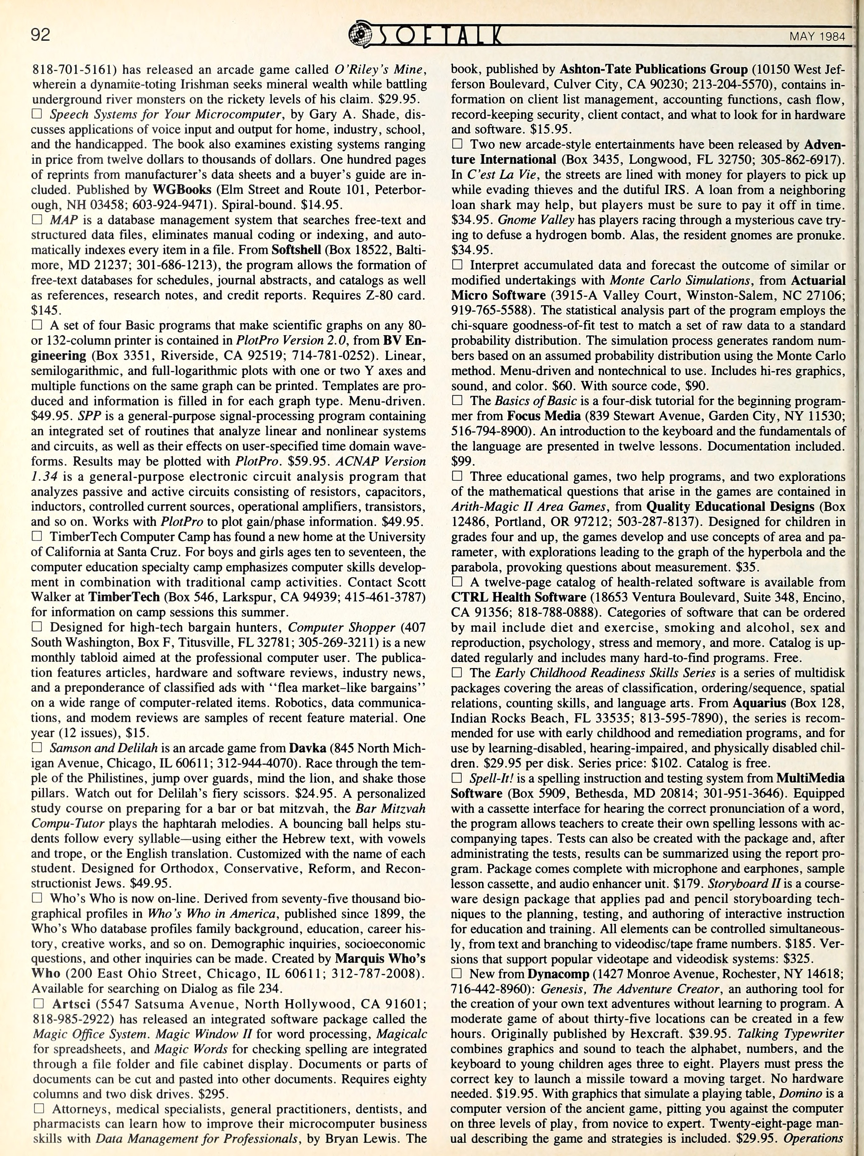 92
SOFTALK
MAY 1984
818-701-5161) has released an arcade game called O'Riley's Mine,
wherein a dynamite-toting Irishman seeks mineral wealth while battling
underground river monsters on the rickety levels of his claim. $29.95.
□ Speech Systems for Your Microcomputer, by Gary A. Shade, dis-
cusses applications of voice input and output for home, industry, school,
and the handicapped. The book also examines existing systems ranging
in price from twelve dollars to thousands of dollars. One hundred pages
of reprints from manufacturer's data sheets and a buyer's guide are in-
cluded. Published by WGBooks (Elm Street and Route 101, Peterbor-
ough, NH 03458; 603-924-9471). Spiral-bound. $14.95.
□ MAP is a database management system that searches free-text and
structured data files, eliminates manual coding or indexing, and auto-
matically indexes every item in a file. From Softshell (Box 18522, Balti-
more, MD 21237; 301-686-1213), the program allows the formation of
free-text databases for schedules, journal abstracts, and catalogs as well
as references, research notes, and credit reports. Requires Z-80 card.
$145.
□ A set of four Basic programs that make scientific graphs on any 80-
or 132-column printer is contained in PlotPro Version 2.0, from BV En-
gineering (Box 3351, Riverside, CA 92519; 714-781-0252). Linear,
semilogarithmic, and full-logarithmic plots with one or two Y axes and
multiple functions on the same graph can be printed. Templates are pro-
duced and information is filled in for each graph type. Menu-driven.
$49.95. SPP is a general-purpose signal-processing program containing
an integrated set of routines that analyze linear and nonlinear systems
and circuits, as well as their effects on user-specified time domain wave-
forms. Results may be plotted with PlotPro. $59.95. ACNAP Version
1.34 is a general-purpose electronic circuit analysis program that
analyzes passive and active circuits consisting of resistors, capacitors,
inductors, controlled current sources, operational amplifiers, transistors,
and so on. Works with PlotPro to plot gain/phase information. $49.95.
□ TimberTech Computer Camp has found a new home at the University
of California at Santa Cruz. For boys and girls ages ten to seventeen, the
computer education specialty camp emphasizes computer skills develop-
ment in combination with traditional camp activities. Contact Scott
Walker at TimberTech (Box 546, Larkspur, CA 94939; 415-461-3787)
for information on camp sessions this summer.
□ Designed for high-tech bargain hunters, Computer Shopper (407
South Washington, Box F, Titusville, FL 32781; 305-269-3211) is a new
monthly tabloid aimed at the professional computer user. The publica-
tion features articles, hardware and software reviews, industry news,
and a preponderance of classified ads with "flea market-like bargains"
on a wide range of computer-related items. Robotics, data communica-
tions, and modem reviews are samples of recent feature material. One
year (12 issues), $15.
□ Samson and Delilah is an arcade game from Davka (845 North Mich-
igan Avenue, Chicago, IL 60611; 312-944-4070). Race through the tem-
ple of the Philistines, jump over guards, mind the lion, and shake those
pillars. Watch out for Delilah's fiery scissors. $24.95. A personalized
study course on preparing for a bar or bat mitzvah, the Bar Mitzvah
Compu-Tutor plays the haphtarah melodies. A bouncing ball helps stu-
dents follow every syllable—using either the Hebrew text, with vowels
and trope, or the English translation. Customized with the name of each
student. Designed for Orthodox, Conservative, Reform, and Recon-
structionist Jews. $49.95.
□ Who's Who is now on-line. Derived from seventy-five thousand bio-
graphical profiles in Who's Who in America, published since 1899, the
Who's Who database profiles family background, education, career his-
tory, creative works, and so on. Demographic inquiries, socioeconomic
questions, and other inquiries can be made. Created by Marquis Who's
Who (200 East Ohio Street, Chicago, IL 60611; 312-787-2008).
Available for searching on Dialog as file 234.
□ Artsci (5547 Satsuma Avenue, North Hollywood, CA 91601;
818-985-2922) has released an integrated software package called the
Magic Office System. Magic Window II for word processing, Magicalc
for spreadsheets, and Magic Words for checking spelling are integrated
through a file folder and file cabinet display. Documents or parts of
documents can be cut and pasted into other documents. Requires eighty
columns and two disk drives. $295.
□ Attorneys, medical specialists, general practitioners, dentists, and
pharmacists can learn how to improve their microcomputer business
skills with Data Management for Professionals, by Bryan Lewis. The
book, published by Ashton-Tate Publications Group (10150 West Jef-
ferson Boulevard, Culver City, CA 90230; 213-204-5570), contains in-
formation on client list management, accounting functions, cash flow,
record-keeping security, client contact, and what to look for in hardware
and software. $15.95.
□ Two new arcade-style entertainments have been released by Adven-
ture International (Box 3435, Longwood, FL 32750; 305-862-6917).
In C'est La Vie, the streets are lined with money for players to pick up
while evading thieves and the dutiful IRS. A loan from a neighboring
loan shark may help, but players must be sure to pay it off in time.
$34.95. Gnome Valley has players racing through a mysterious cave try-
ing to defuse a hydrogen bomb. Alas, the resident gnomes are pronuke.
$34.95.
□ Interpret accumulated data and forecast the outcome of similar or
modified undertakings with Monte Carlo Simulations, from Actuarial
Micro Software (3915-A Valley Court, Winston-Salem, NC 27106;
919-765-5588). The statistical analysis part of the program employs the
chi-square goodness-of-fit test to match a set of raw data to a standard
probability distribution. The simulation process generates random num-
bers based on an assumed probability distribution using the Monte Carlo
method. Menu-driven and nontechnical to use. Includes hi-res graphics,
sound, and color. $60. With source code, $90.
□ The Basics of Basic is a four-disk tutorial for the beginning program-
mer from Focus Media (839 Stewart Avenue, Garden City, NY 11530;
516-794-8900). An introduction to the keyboard and the fundamentals of
the language are presented in twelve lessons. Documentation included.
$99.
□ Three educational games, two help programs, and two explorations
of the mathematical questions that arise in the games are contained in
Arith-Magic II Area Games, from Quality Educational Designs (Box
12486, Portland, OR 97212; 503-287-8137). Designed for children in
grades four and up, the games develop and use concepts of area and pa-
rameter, with explorations leading to the graph of the hyperbola and the
parabola, provoking questions about measurement. $35.
□ A twelve-page catalog of health-related software is available from
CTRL Health Software (18653 Ventura Boulevard, Suite 348, Encino,
CA 91356; 818-788-0888). Categories of software that can be ordered
by mail include diet and exercise, smoking and alcohol, sex and
reproduction, psychology, stress and memory, and more. Catalog is up-
dated regularly and includes many hard-to-find programs. Free.
□ The Early Childhood Readiness Skills Series is a series of multidisk
packages covering the areas of classification, ordering/sequence, spatial
relations, counting skills, and language arts. From Aquarius (Box 128,
Indian Rocks Beach, FL 33535; 813-595-7890), the series is recom-
mended for use with early childhood and remediation programs, and for
use by learning-disabled, hearing-impaired, and physically disabled chil-
dren. $29.95 per disk. Series price: $102. Catalog is free.
□ Spell-It! is a spelling instruction and testing system from MultiMedia
Software (Box 5909, Bethesda, MD 20814; 301-951-3646). Equipped
with a cassette interface for hearing the correct pronunciation of a word,
the program allows teachers to create their own spelling lessons with ac-
companying tapes. Tests can also be created with the package and, after
administrating the tests, results can be summarized using the report pro-
gram. Package comes complete with microphone and earphones, sample
lesson cassette, and audio enhancer unit. $179. Storyboard II is a course-
ware design package that applies pad and pencil storyboarding tech-
niques to the planning, testing, and authoring of interactive instruction
for education and training. All elements can be controlled simultaneous-
ly, from text and branching to videodisc/tape frame numbers. $185. Ver-
sions that support popular videotape and videodisk systems: $325.
□ New from Dynacomp (1427 Monroe Avenue, Rochester, NY 14618;
716-442-8960): Genesis, The Adventure Creator, an authoring tool for
the creation of your own text adventures without learning to program. A
moderate game of about thirty-five locations can be created in a few
hours. Originally published by Hexcraft. $39.95. Talking Typewriter
combines graphics and sound to teach the alphabet, numbers, and the
keyboard to young children ages three to eight. Players must press the
correct key to launch a missile toward a moving target. No hardware
needed. $19.95. With graphics that simulate a playing table, Domino is a
computer version of the ancient game, pitting you against the computer
on three levels of play, from novice to expert. Twenty-eight-page man-
ual describing the game and strategies is included. $29.95. Operations